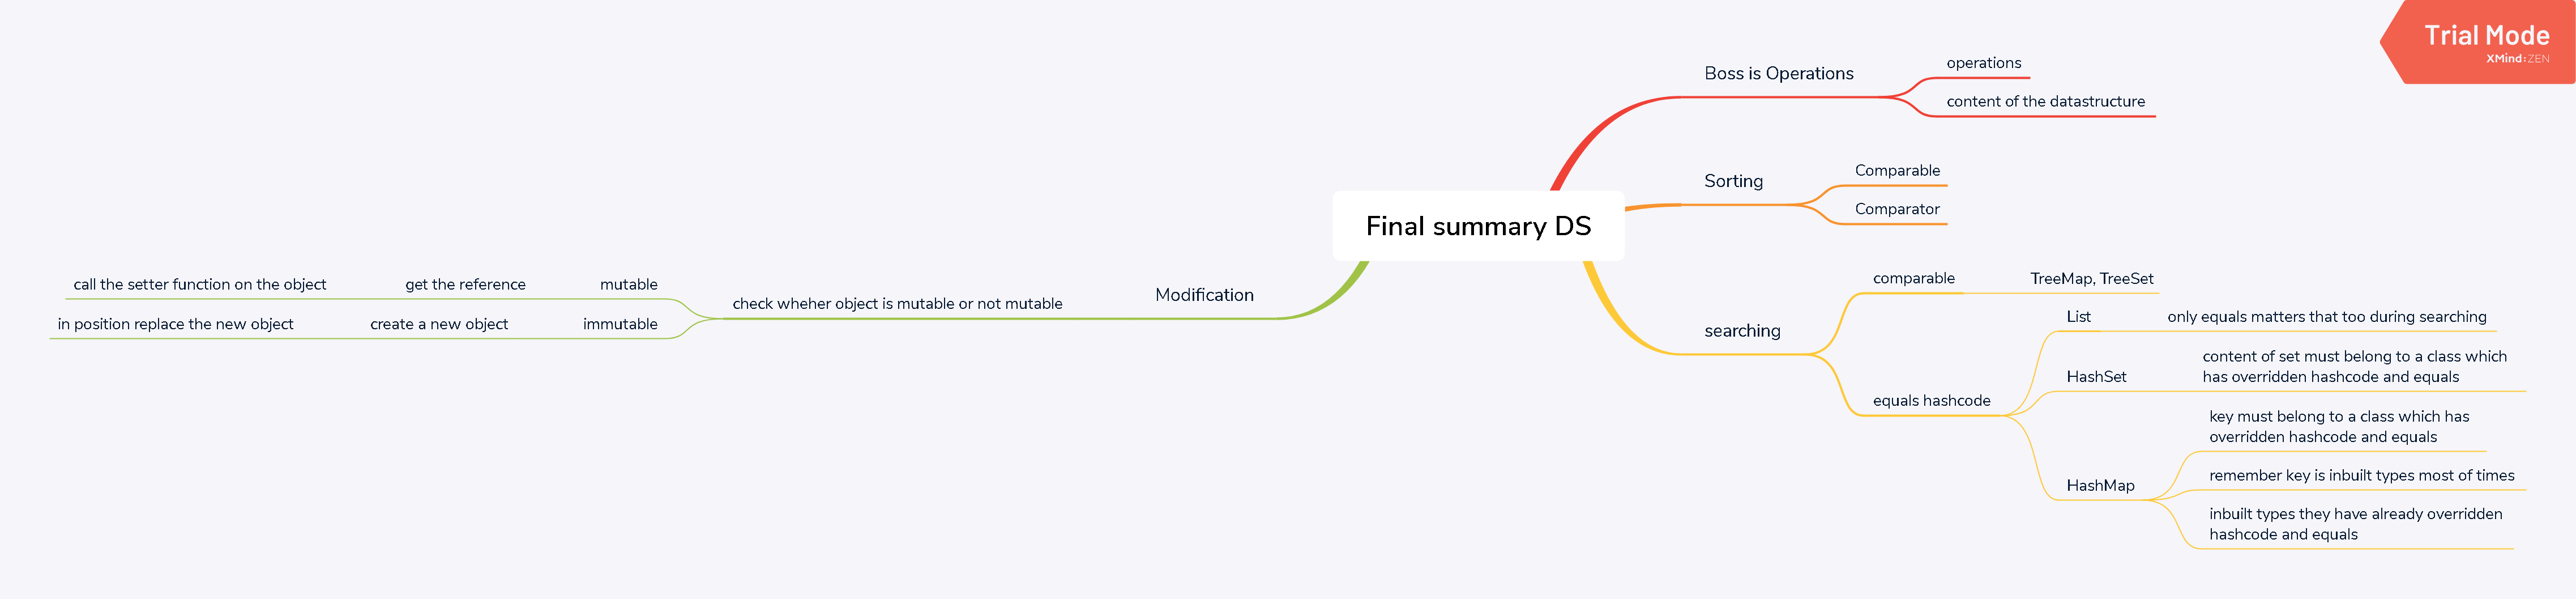 Trial Mode
XMind:ZEN
Final summary DS
Boss is Operations
operations
content of the datastructure
Sorting
Comparable
Comparator
searching
comparable
TreeMap, TreeSet
equals hashcode
List
only equals matters that too during searching
HashSet
content of set must belong to a class which
has overridden hashcode and equals
HashMap
key must belong to a class which has
overridden hashcode and equals
remember key is inbuilt types most of times
inbuilt types they have already overridden
hashcode and equals
Modification
check wheher object is mutable or not mutable
mutable
get the reference
call the setter function on the object
immutable
create a new object
in position replace the new object